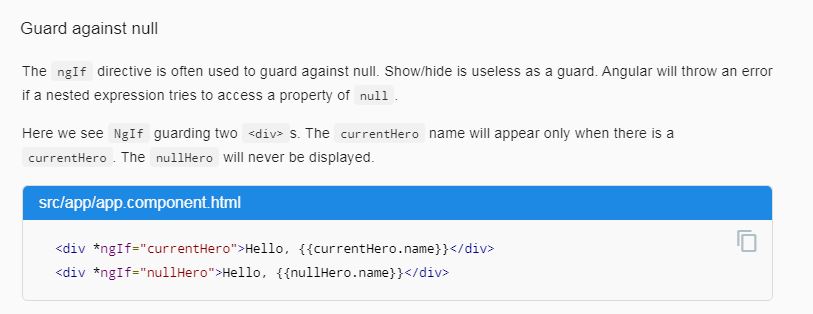 Guard against null
The ngIf directive is often used to guard against null. Show/hide is useless as a guard. Angular will throw an error
if a nested expression tries to access a property of null .
Here we see NgIf guarding two <div> s. The currentHero name will appear only when there is a
currentHero . The nullHero will never be displayed.
src/app/app.component.html
<div *ngIf="currentHero">Hello, {{currentHero.name}}</div>
<div *ngIf="nullHero">Hello, {{nullHero.name}}</div>